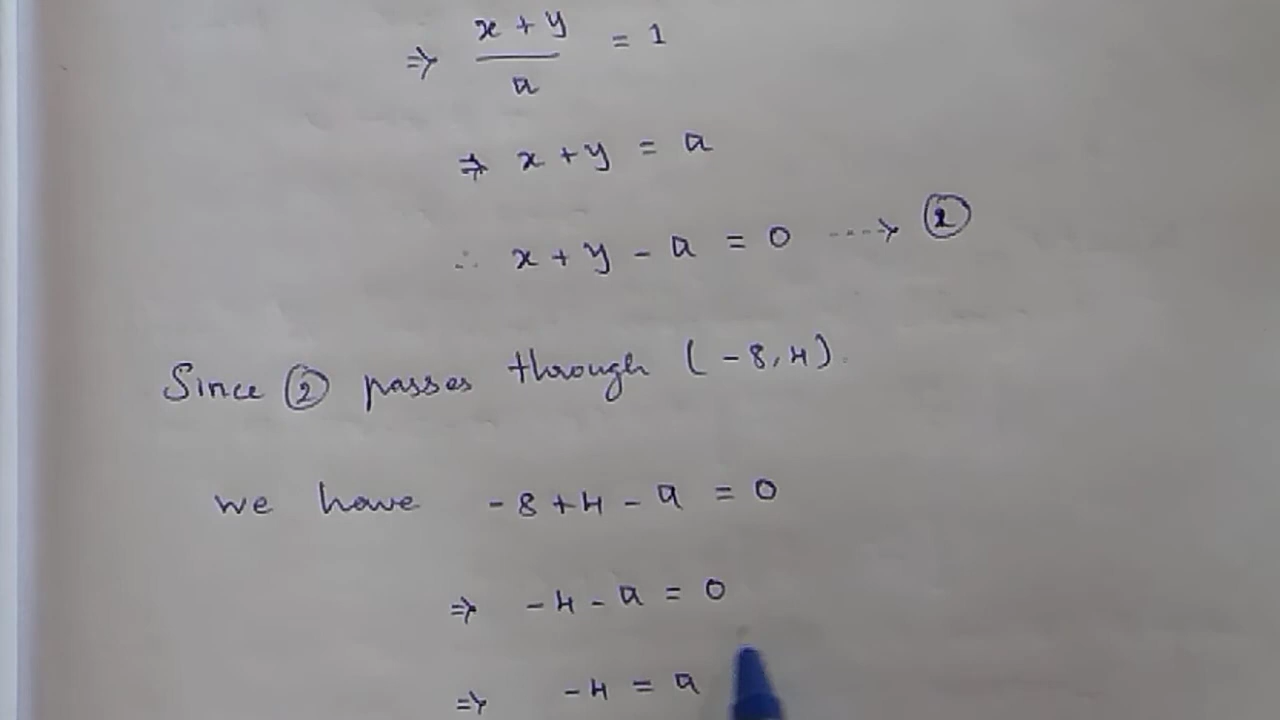 ⇒ x + y / a = 1
⇒ x + y = a
∴ x + y - a = 0 ----> ②
Since ② passes through (-8, 4).
we have -8 + 4 - a = 0
⇒ -4 - a = 0
⇒ -4 = a